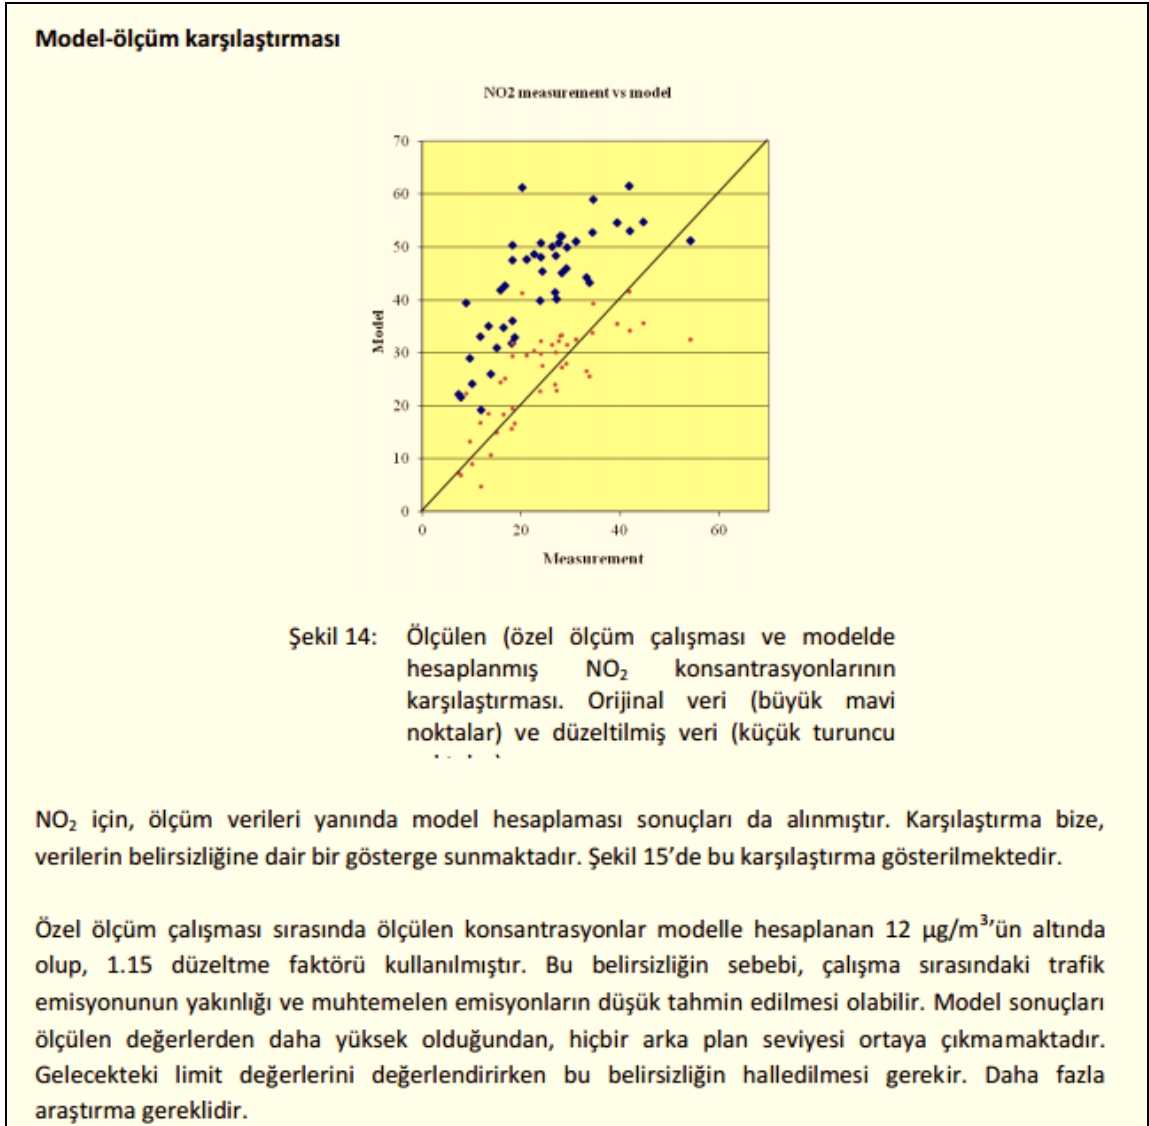 Model-ölçüm karşılaştırması
NO2 measurement vs model
70
60
50
40
30
20
10
0
Model
0 20 40 60
Measurement
Şekil 14: Ölçülen (özel ölçüm çalışması ve modelde
hesaplanmış NO₂ konsantrasyonlarının
karşılaştırması. Orijinal veri (büyük mavi
noktalar) ve düzeltilmiş veri (küçük turuncu
NO₂ için, ölçüm verileri yanında model hesaplaması sonuçları da alınmıştır. Karşılaştırma bize,
verilerin belirsizliğine dair bir gösterge sunmaktadır. Şekil 15’de bu karşılaştırma gösterilmektedir.
Özel ölçüm çalışması sırasında ölçülen konsantrasyonlar modelle hesaplanan 12 µg/m³’ün altında
olup, 1.15 düzeltme faktörü kullanılmıştır. Bu belirsizliğin sebebi, çalışma sırasındaki trafik
emisyonunun yakınlığı ve muhtemelen emisyonların düşük tahmin edilmesi olabilir. Model sonuçları
ölçülen değerlerden daha yüksek olduğundan, hiçbir arka plan seviyesi ortaya çıkmamaktadır.
Gelecekteki limit değerlerini değerlendirirken bu belirsizliğin halledilmesi gerekir. Daha fazla
araştırma gereklidir.